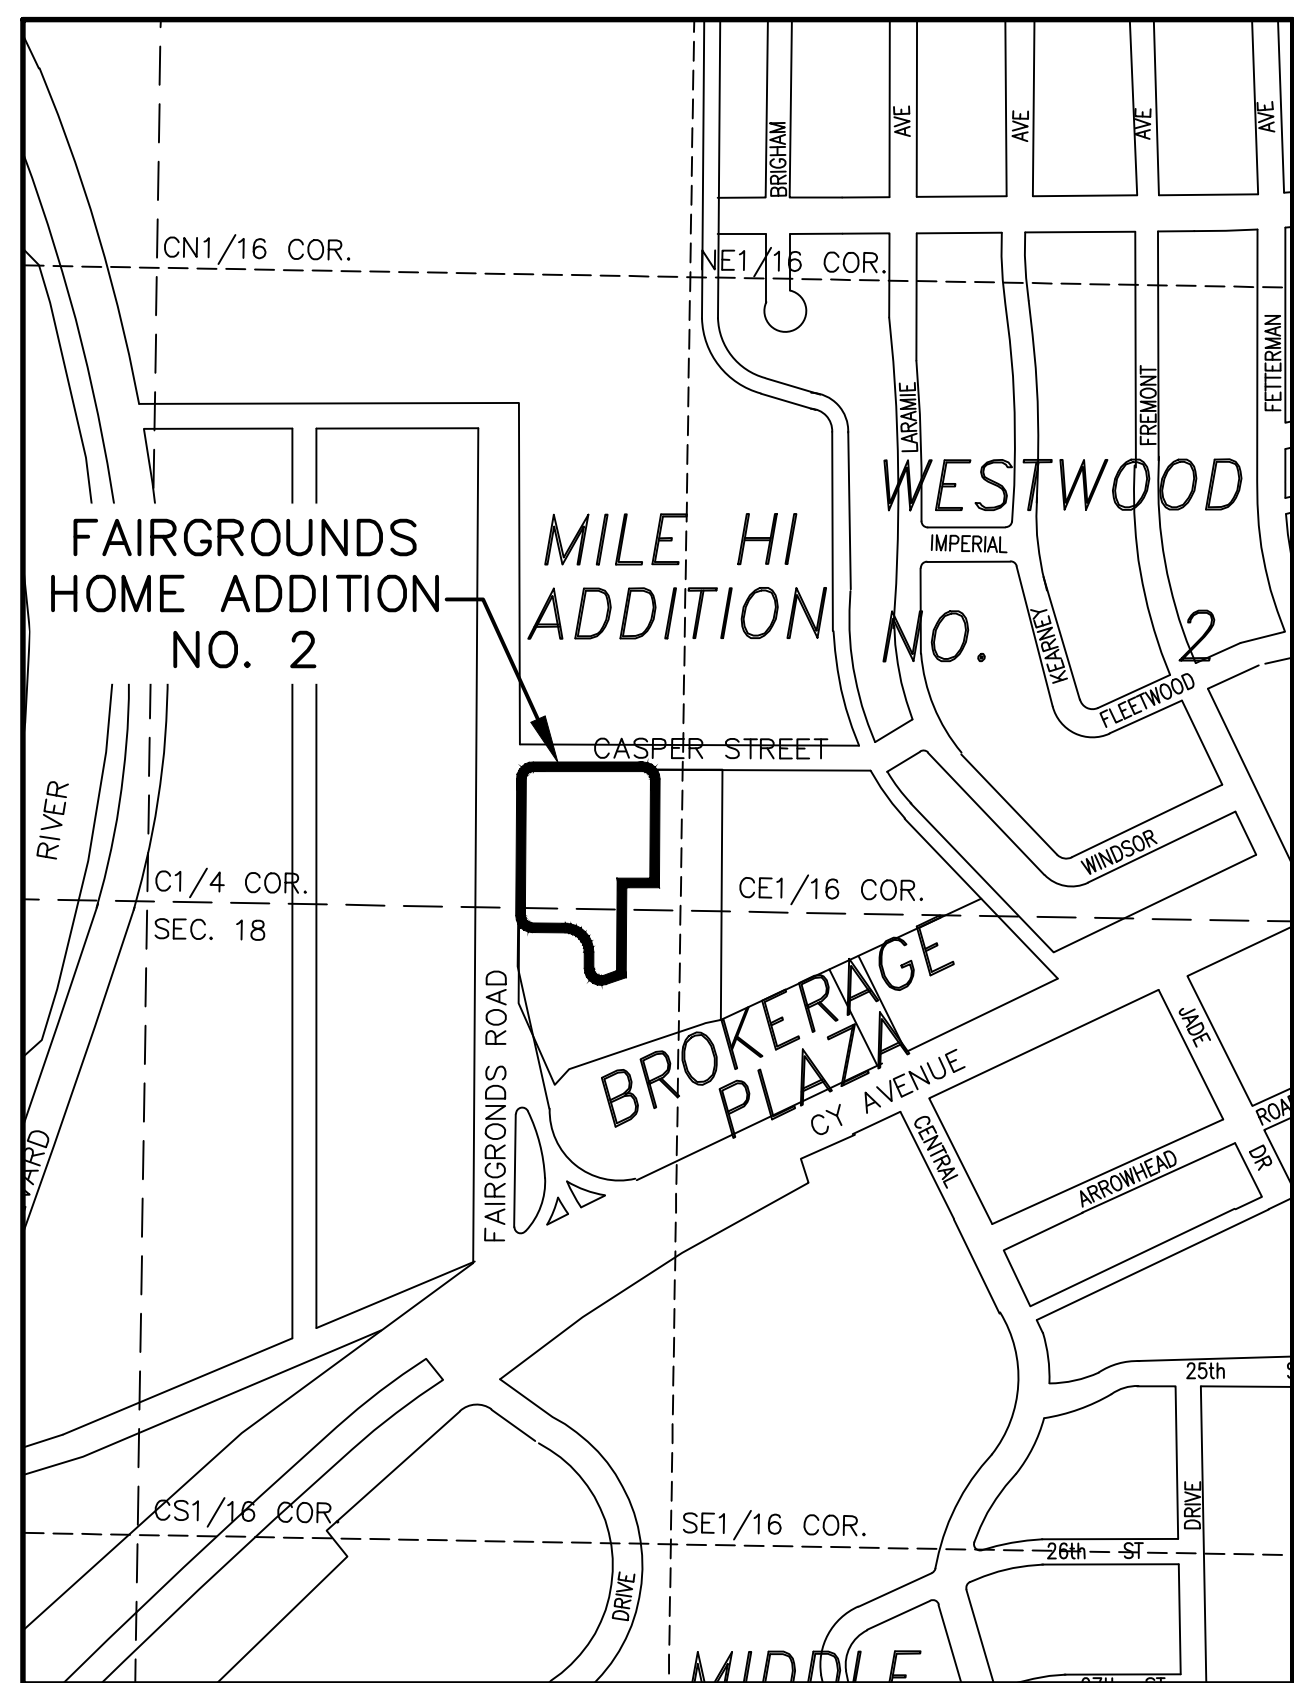 BRIGHAM
AVE
AVE
AVE
AVE
CN1/16 COR.
NE1/16 COR.
LARAMIE
FREMONT
FETTERMAN
WESTWOOD
NO. 2
FAIRGROUNDS
HOME ADDITION
NO. 2
MILE HI
ADDITION
IMPERIAL
KEARNEY
FLEETWOOD
CASPER STREET
RIVER
WINDSOR
C1/4 COR.
SEC. 18
CE1/16 COR.
BROKERAGE
PLAZA
FAIRGRONDS ROAD
CY AVENUE
JADE
DR
CENTRAL
ARROWHEAD
25th
CS1/16 COR.
SE1/16 COR.
DRIVE
26th ST
DRIVE
MIDDLE
27th ST